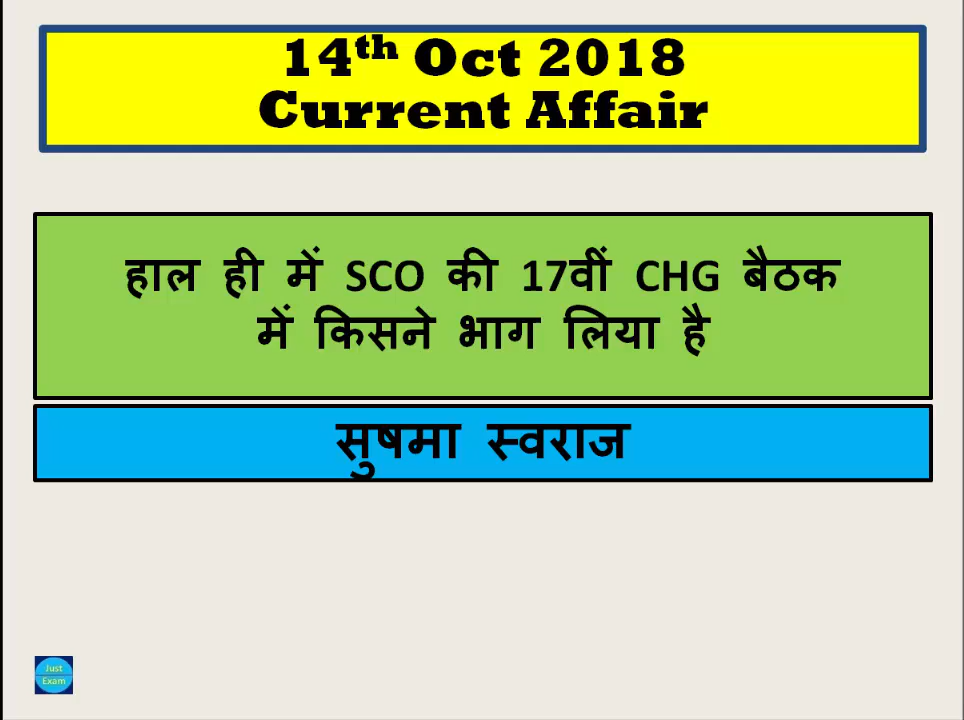 14th Oct 2018
Current Affair
हाल ही में SCO की 17वीं CHG बैठक
में किसने भाग लिया है
सुषमा स्वराज
Just
Exam